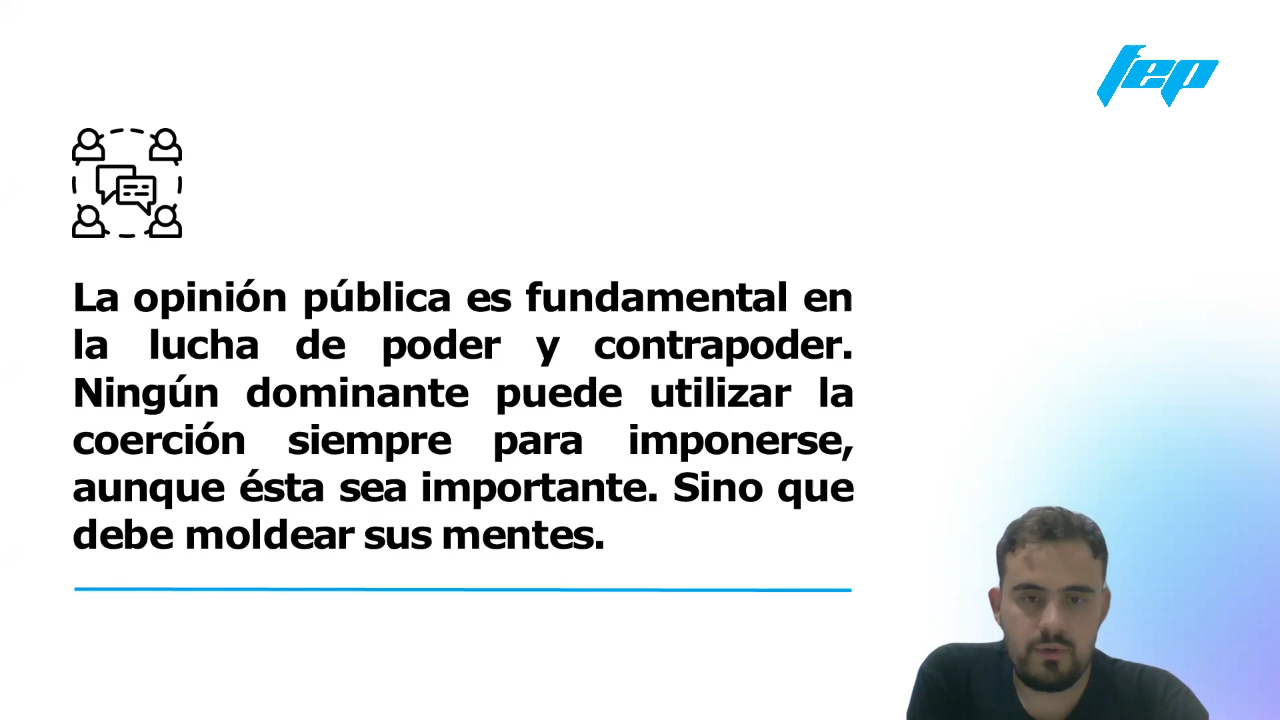 fep
La opinión pública es fundamental en
la lucha de poder y contrapoder.
Ningún dominante puede utilizar la
coerción siempre para imponerse,
aunque ésta sea importante. Sino que
debe moldear sus mentes.